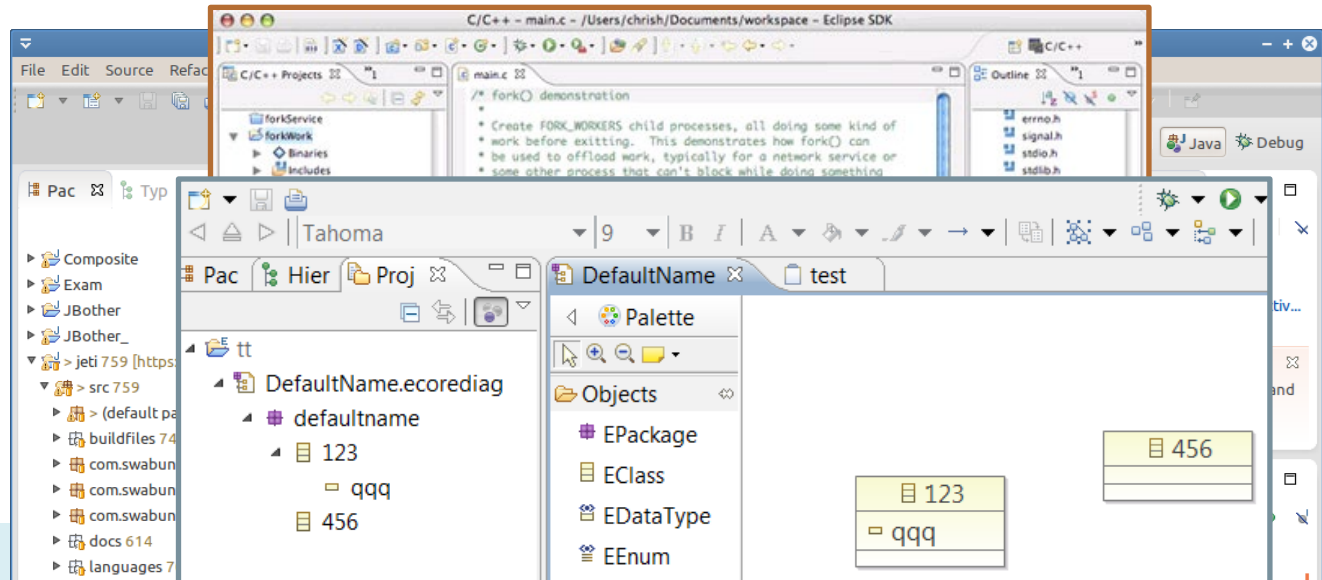 C/C++ - main.c - /Users/chrish/Documents/workspace - Eclipse SDK
C/C++
C/C++ Projects
"1
main.c
Outline
"1
/* fork() demonstration
*
* Create FORK_WORKERS child processes, all doing some kind of
* work before exitting. This demonstrates how fork() can
* be used to offload work, typically for a network service or
* some other process that can't block while doing something
forkService
forkWork
Binaries
Includes
errno.h
signal.h
stdio.h
stdlib.h
File Edit Source Refac
Java
Debug
Pac
Typ
Composite
Exam
JBother
JBother_
> jeti 759 [https:
> src 759
> (default pa
buildfiles 74
com.swabun
com.swabun
com.swabun
docs 614
languages 7
tiv...
and
Tahoma
9
B I
A
Pac
Hier
Proj
tt
DefaultName.ecorediag
defaultname
123
qqq
456
DefaultName
test
Palette
Objects
EPackage
EClass
EDataType
EEnum
123
qqq
456